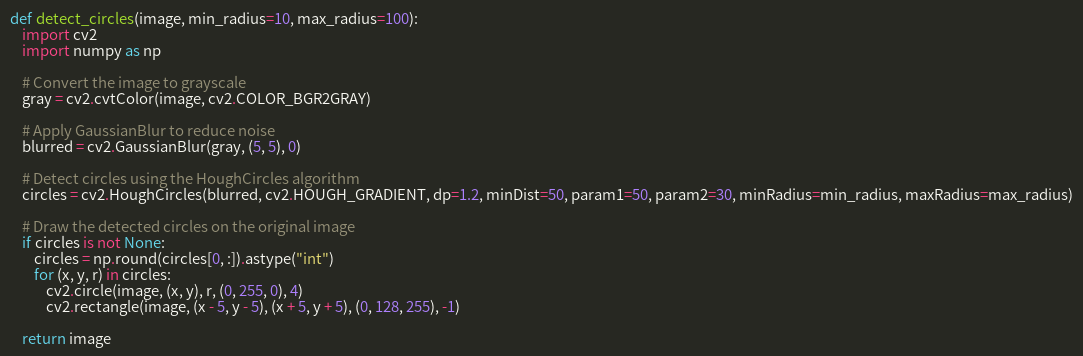 def detect_circles(image, min_radius=10, max_radius=100):
    import cv2
    import numpy as np

    # Convert the image to grayscale
    gray = cv2.cvtColor(image, cv2.COLOR_BGR2GRAY)

    # Apply GaussianBlur to reduce noise
    blurred = cv2.GaussianBlur(gray, (5, 5), 0)

    # Detect circles using the HoughCircles algorithm
    circles = cv2.HoughCircles(blurred, cv2.HOUGH_GRADIENT, dp=1.2, minDist=50, param1=50, param2=30, minRadius=min_radius, maxRadius=max_radius)

    # Draw the detected circles on the original image
    if circles is not None:
        circles = np.round(circles[0, :]).astype("int")
        for (x, y, r) in circles:
            cv2.circle(image, (x, y), r, (0, 255, 0), 4)
            cv2.rectangle(image, (x - 5, y - 5), (x + 5, y + 5), (0, 128, 255), -1)

    return image